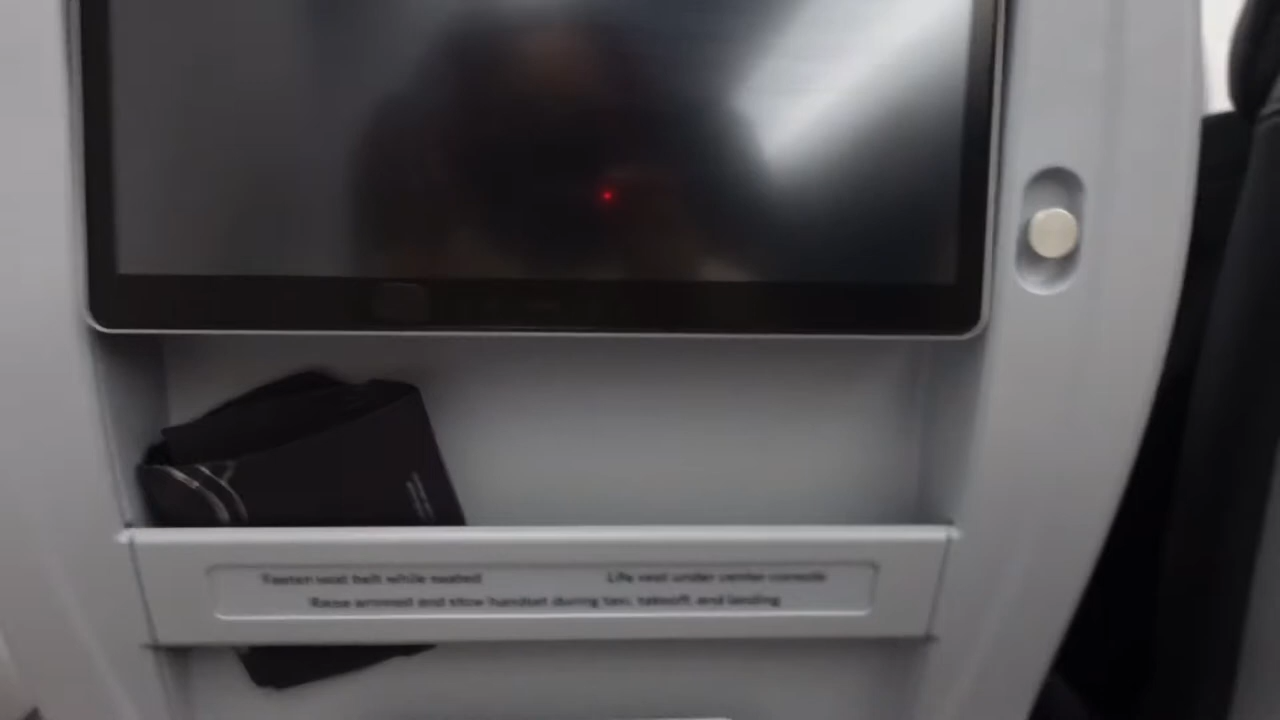 Fasten seat belt while seated
Life vest under center console
Raise armrest and stow handset during taxi, takeoff, and landing